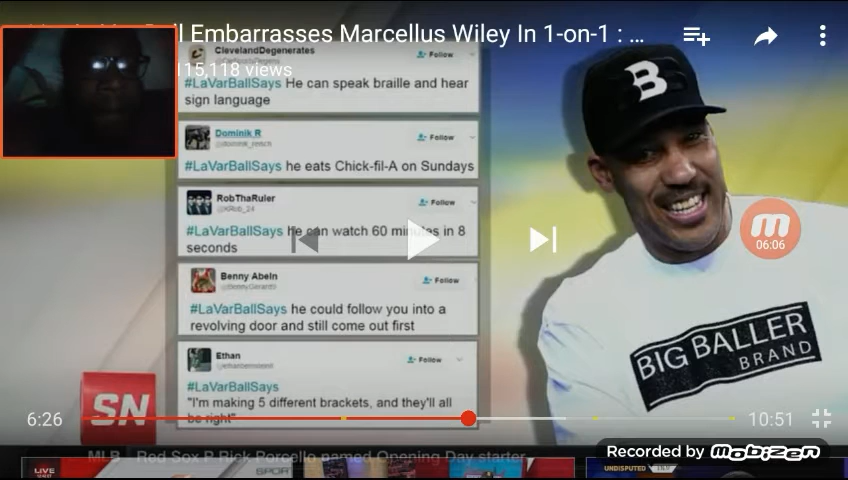 Ball Embarrasses Marcellus Wiley In 1-on-1 : ...
115,118 views
ClevelandDegenerates
Follow
#LaVarBallSays He can speak braille and hear
sign language
Dominik R
Follow
#LaVarBallSays he eats Chick-fil-A on Sundays
RobThaRuler
Follow
#LaVarBallSays he can watch 60 minutes in 8
seconds
Benny Abeln
Follow
#LaVarBallSays he could follow you into a
revolving door and still come out first
Ethan
Follow
#LaVarBallSays
"I'm making 5 different brackets, and they'll all
be right"
B
BIG BALLER
BRAND
m
06:06
6:26
SN
10:51
Recorded by Mobizen
MLB Red Sox P Rick Porcello named Opening Day starter
LIVE
SPOR
UNDISPUTED